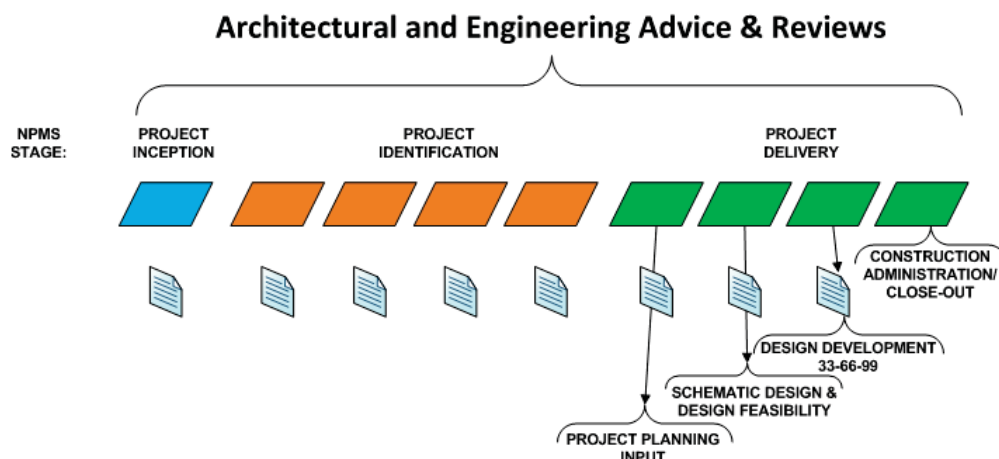 Architectural and Engineering Advice & Reviews
NPMS
STAGE:
PROJECT
INCEPTION
PROJECT
IDENTIFICATION
PROJECT
DELIVERY
CONSTRUCTION
ADMINISTRATION/
CLOSE-OUT
DESIGN DEVELOPMENT
33-66-99
SCHEMATIC DESIGN &
DESIGN FEASIBILITY
PROJECT PLANNING
INPUT